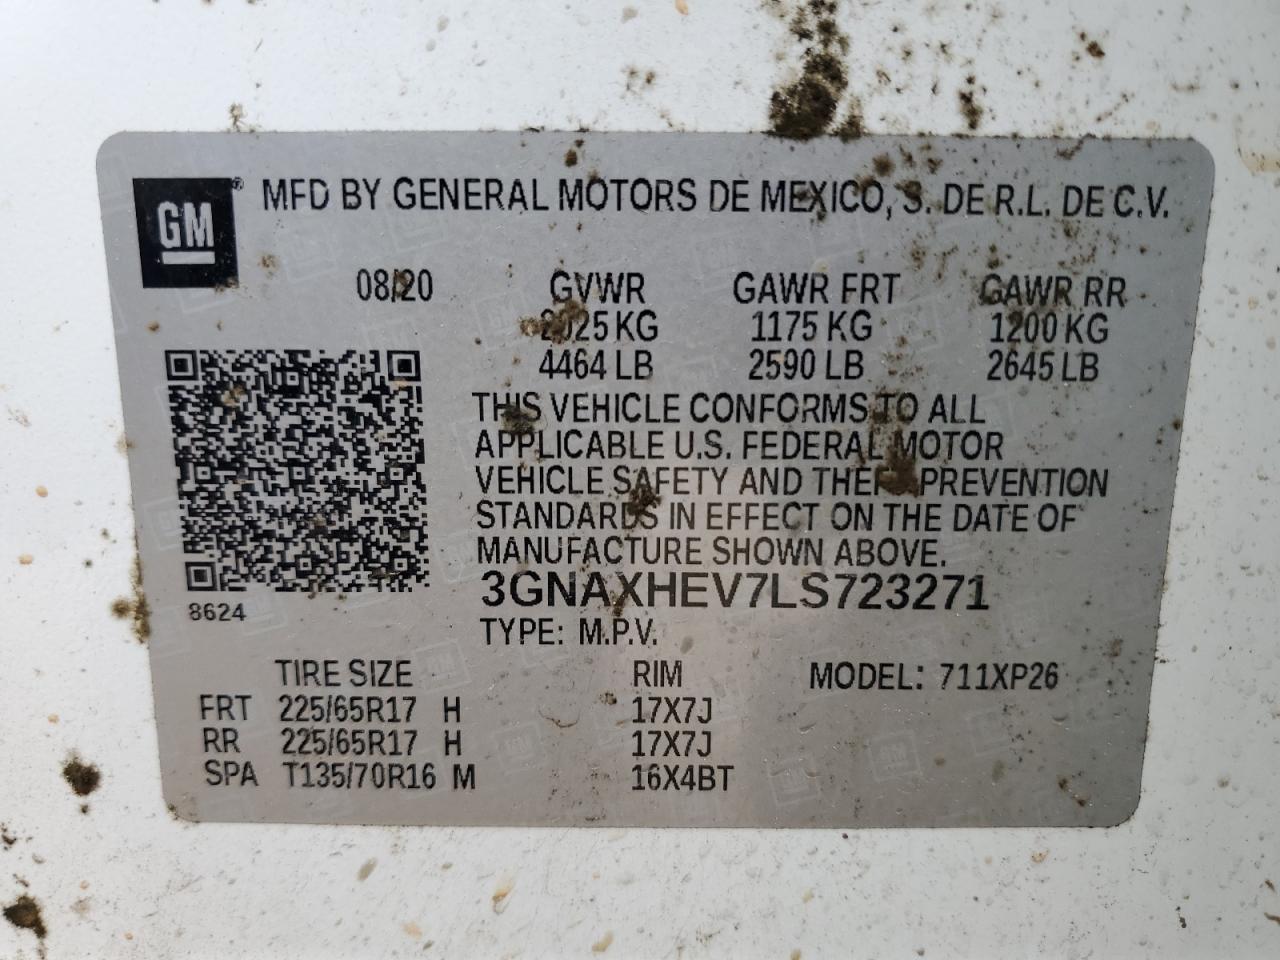 GM® MFD BY GENERAL MOTORS DE MEXICO, S. DE R.L. DE C.V.
08/20 GVWR GAWR FRT GAWR RR
2025 KG 1175 KG 1200 KG
4464 LB 2590 LB 2645 LB
THIS VEHICLE CONFORMS TO ALL
APPLICABLE U.S. FEDERAL MOTOR
VEHICLE SAFETY AND THEFT PREVENTION
STANDARDS IN EFFECT ON THE DATE OF
MANUFACTURE SHOWN ABOVE.
3GNAXHEV7LS723271
8624
TYPE: M.P.V.
TIRE SIZE RIM MODEL: 711XP26
FRT 225/65R17 H 17X7J
RR 225/65R17 H 17X7J
SPA T135/70R16 M 16X4BT